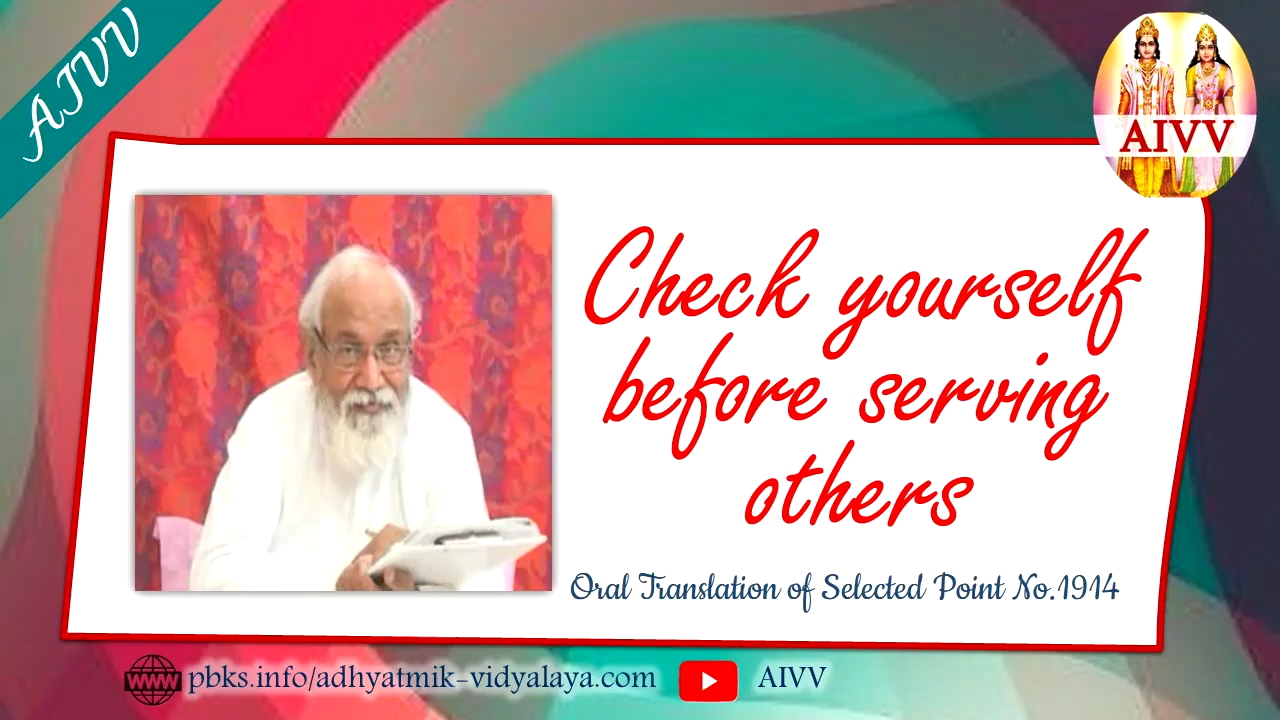 AIVV
AIVV
Check yourself
before serving
others
Oral Translation of Selected Point No.1914
www pbks.info/adhyatmik-vidyalaya.com AIVV